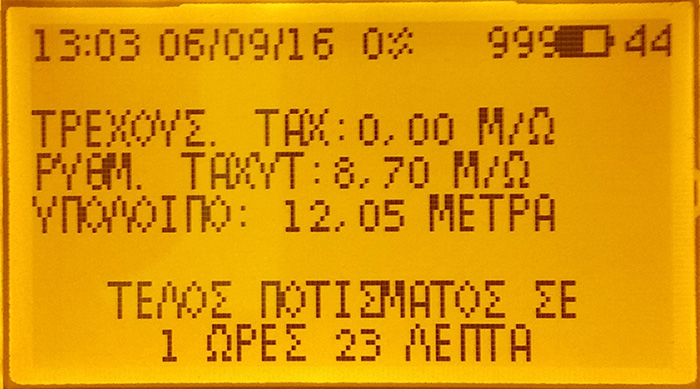 13:03 06/09/16 0% 999 44
ΤΡΕΧΟΥΣ. ΤΑΧ:0,00 Μ/Ω
ΡΥΘΜ. ΤΑΧΥΤ:8,70 Μ/Ω
ΥΠΟΛΟΙΠΟ: 12,05 ΜΕΤΡΑ
ΤΕΛΟΣ ΠΟΤΙΣΜΑΤΟΣ ΣΕ
1 ΩΡΕΣ 23 ΛΕΠΤΑ